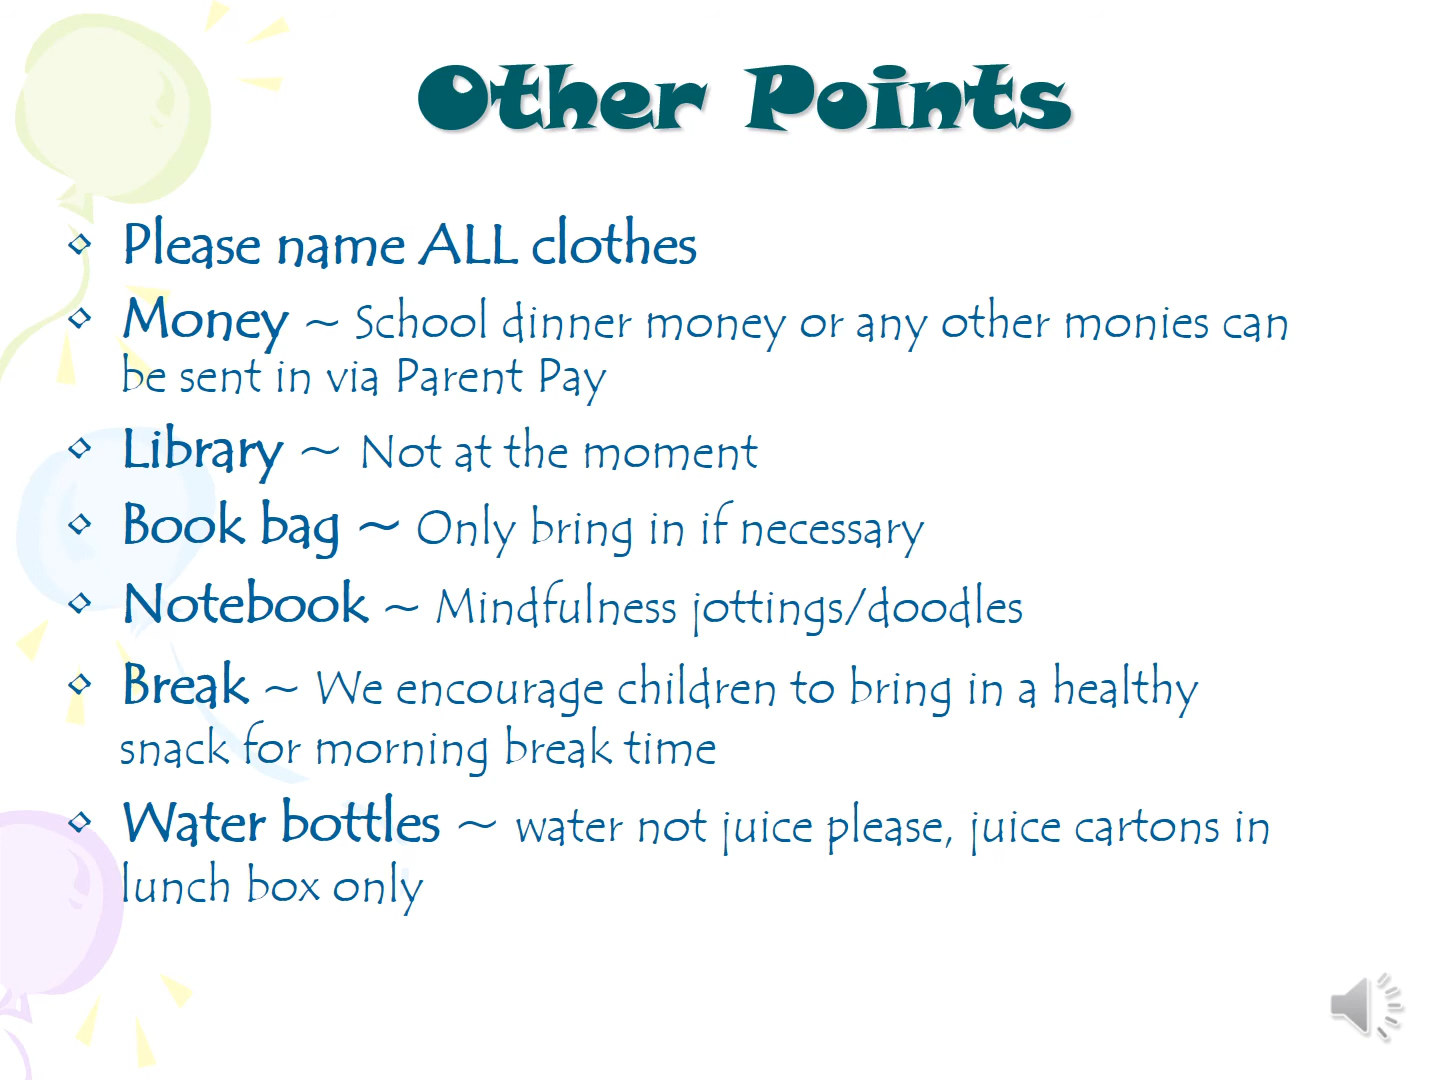 Other Points
Please name ALL clothes
Money ~ School dinner money or any other monies can
be sent in via Parent Pay
Library ~ Not at the moment
Book bag ~ Only bring in if necessary
Notebook ~ Mindfulness jottings/doodles
Break ~ We encourage children to bring in a healthy
snack for morning break time
Water bottles ~ water not juice please, juice cartons in
lunch box only